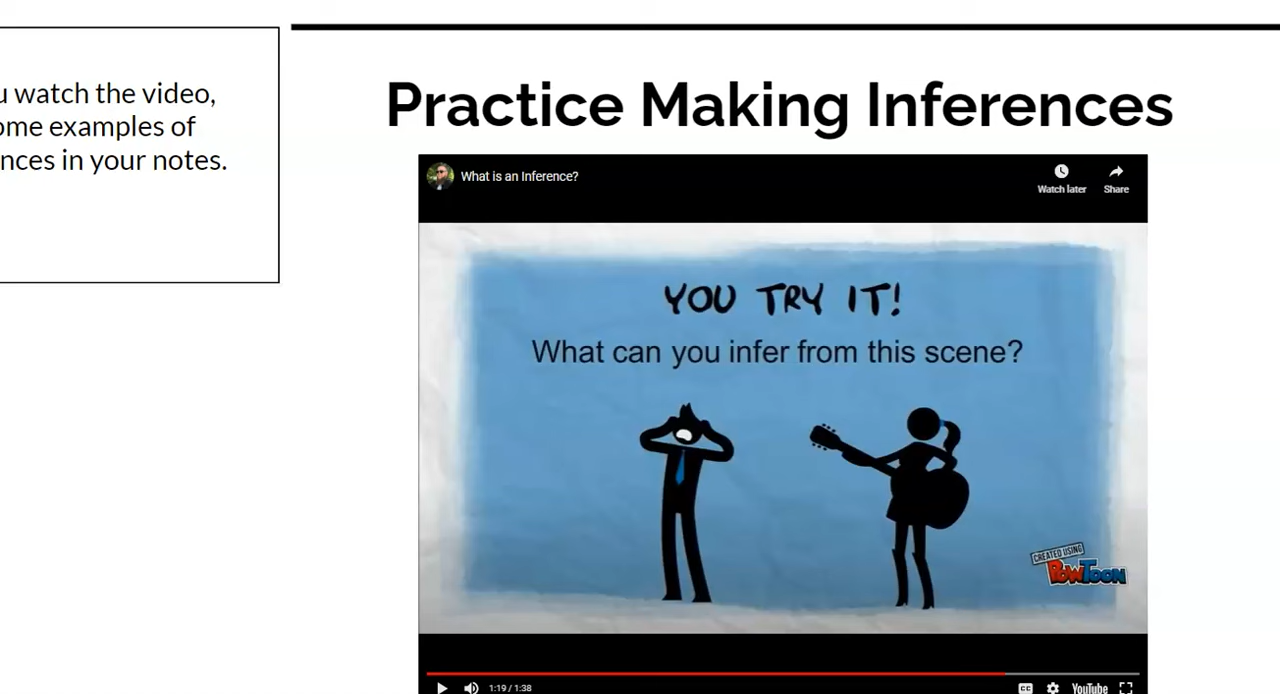 u watch the video,
ome examples of
nces in your notes.
Practice Making Inferences
What is an Inference?
Watch later
Share
YOU TRY IT!
What can you infer from this scene?
CREATED USING
POWTOON
1:19 / 1:38
CC
YouTube